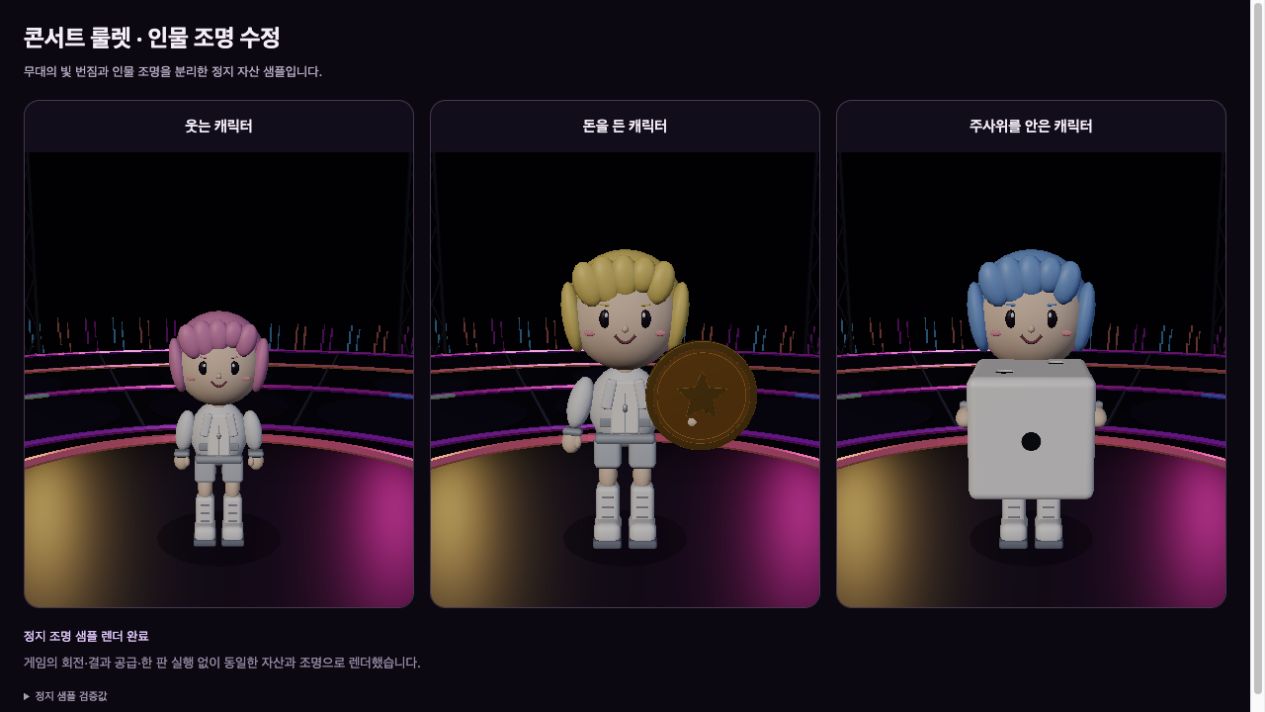 콘서트 룰렛 · 인물 조명 수정
무대의 빛 번짐과 인물 조명을 분리한 정지 자산 샘플입니다.
웃는 캐릭터
돈을 든 캐릭터
주사위를 안은 캐릭터
정지 조명 샘플 렌더 완료
게임의 회전·결과 공급·한 판 실행 없이 동일한 자산과 조명으로 렌더했습니다.
▶ 정지 샘플 검증값